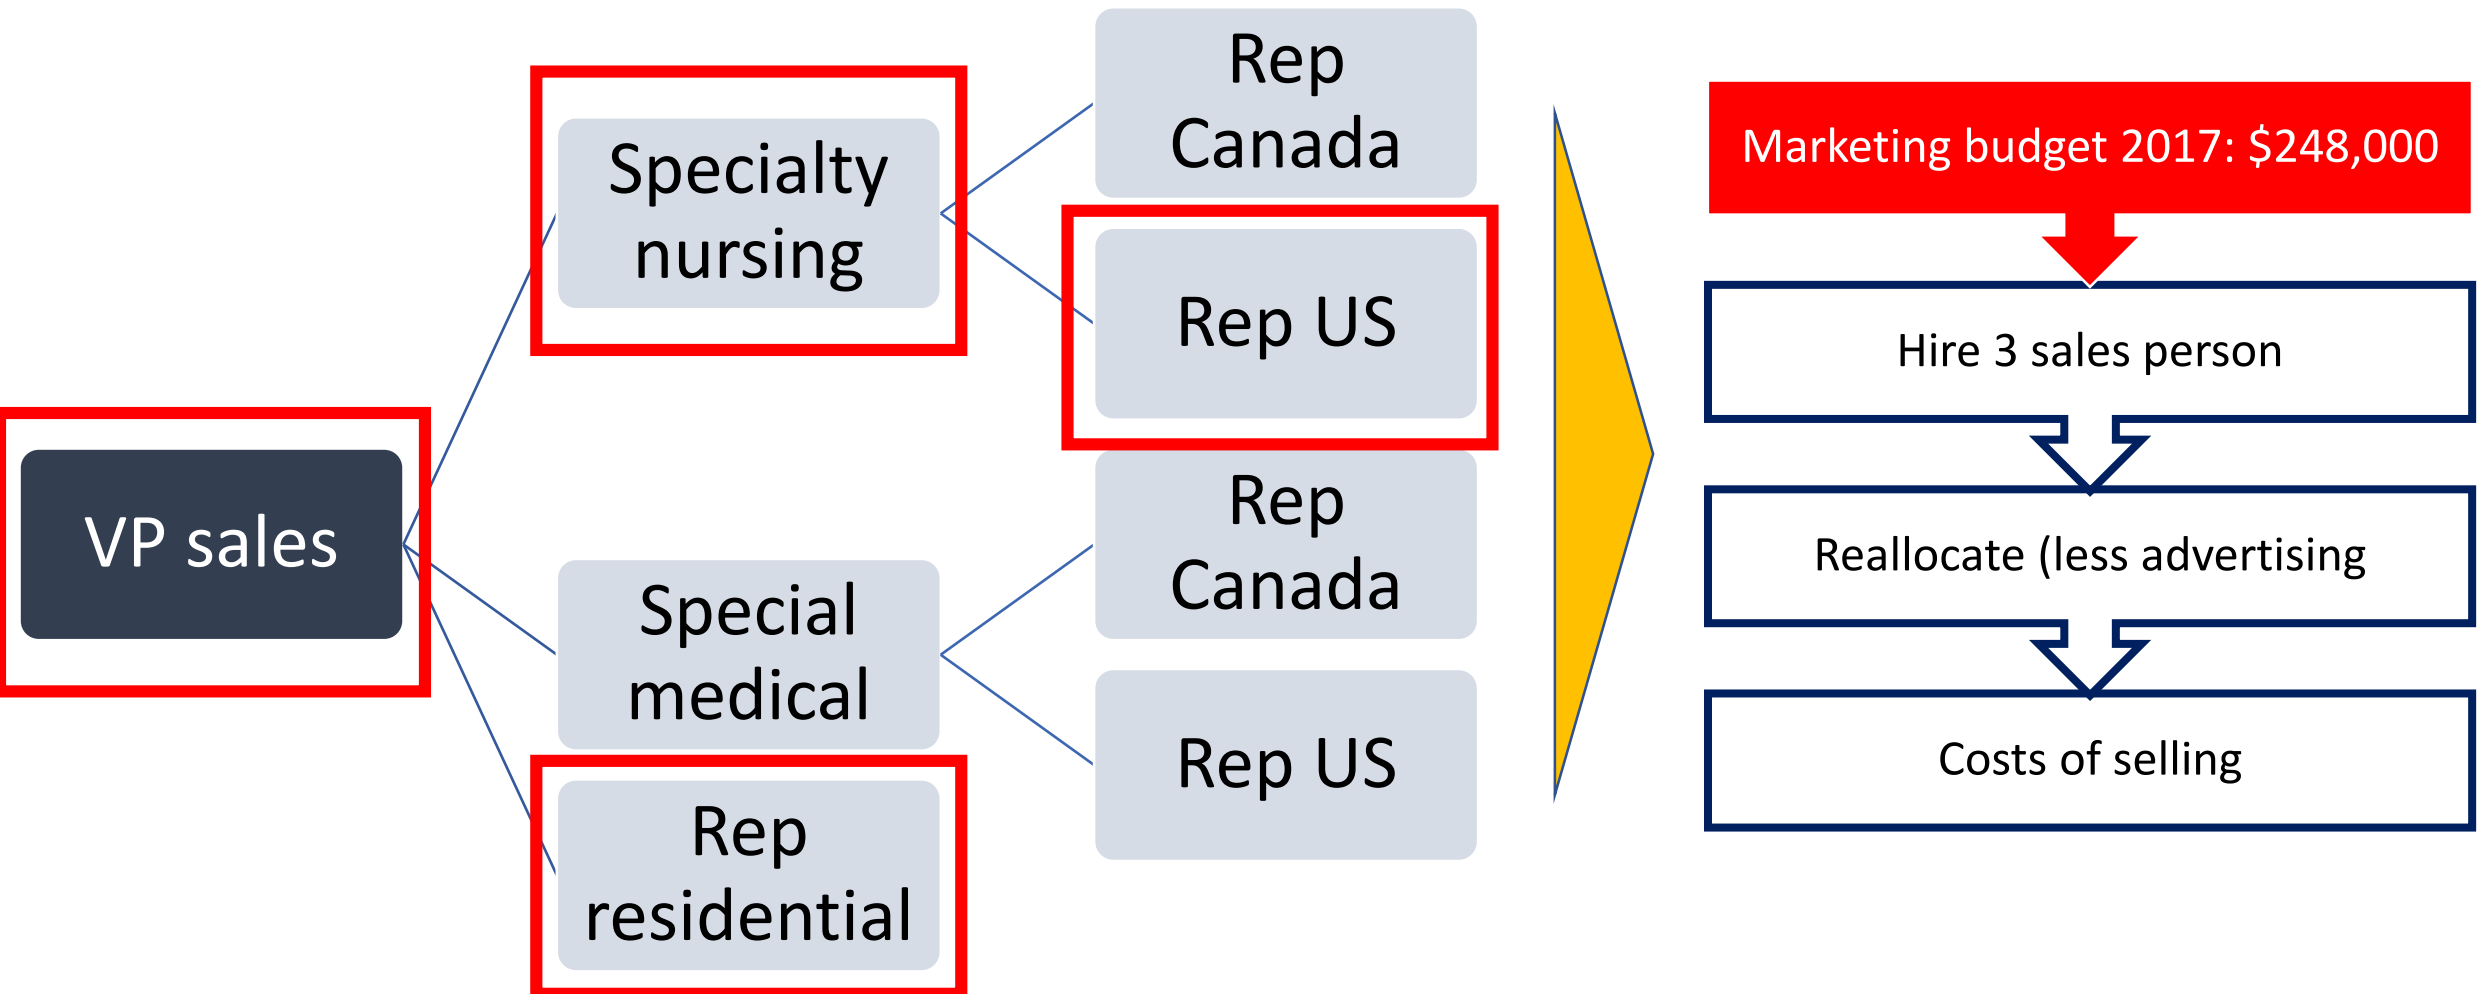 VP sales
Specialty
nursing
Rep
Canada
Rep US
Special
medical
Rep
Canada
Rep US
Rep
residential
Marketing budget 2017: $248,000
Hire 3 sales person
Reallocate (less advertising
Costs of selling